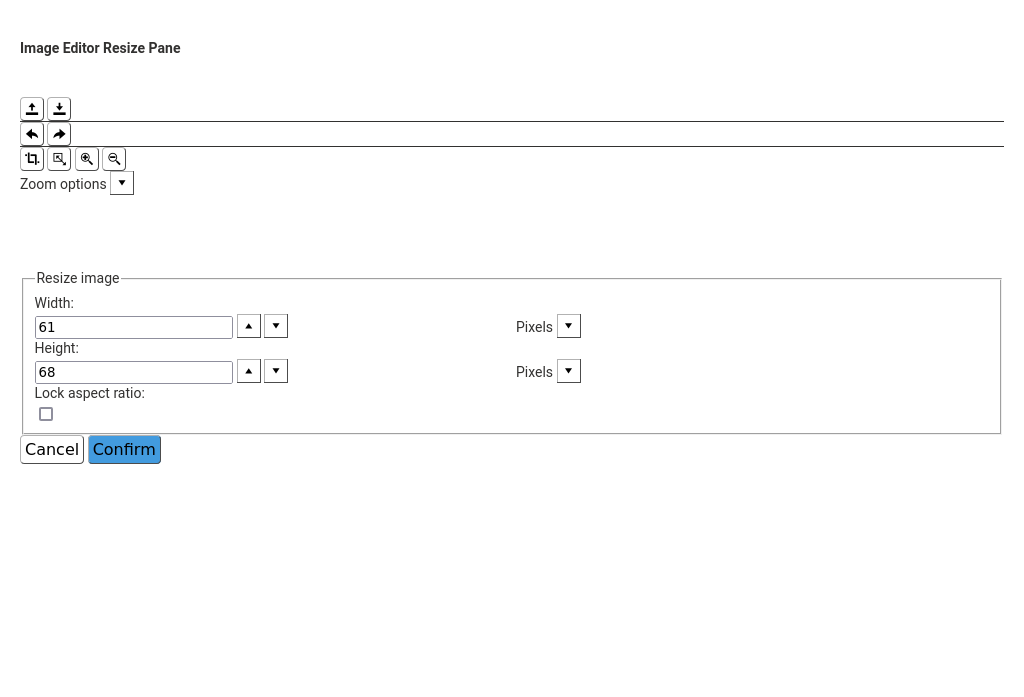 Image Editor Resize Pane
Zoom options
Resize image
Width:
61
Pixels
Height:
68
Pixels
Lock aspect ratio:
Cancel Confirm